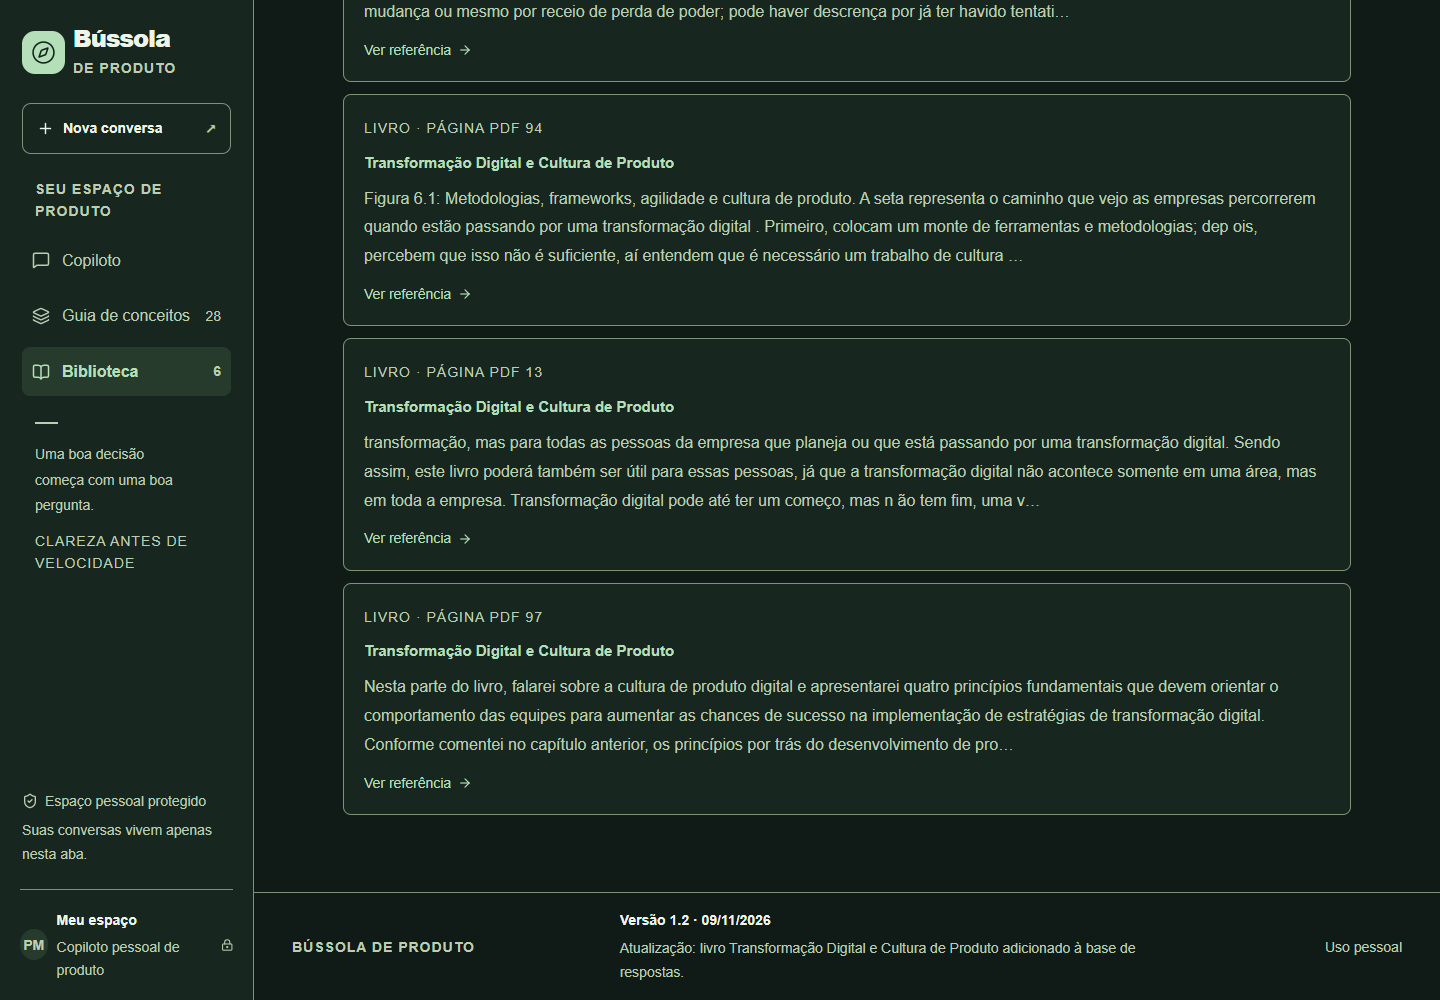 Bússola
DE PRODUTO
Nova conversa
SEU ESPAÇO DE
PRODUTO
Copiloto
Guia de conceitos 28
Biblioteca 6
Uma boa decisão
começa com uma boa
pergunta.
CLAREZA ANTES DE
VELOCIDADE
Espaço pessoal protegido
Suas conversas vivem apenas
nesta aba.
PM
Meu espaço
Copiloto pessoal de
produto
mudança ou mesmo por receio de perda de poder; pode haver descrença por já ter havido tentati…
Ver referência
LIVRO · PÁGINA PDF 94
Transformação Digital e Cultura de Produto
Figura 6.1: Metodologias, frameworks, agilidade e cultura de produto. A seta representa o caminho que vejo as empresas percorrerem
quando estão passando por uma transformação digital . Primeiro, colocam um monte de ferramentas e metodologias; dep ois,
percebem que isso não é suficiente, aí entendem que é necessário um trabalho de cultura …
Ver referência
LIVRO · PÁGINA PDF 13
Transformação Digital e Cultura de Produto
transformação, mas para todas as pessoas da empresa que planeja ou que está passando por uma transformação digital. Sendo
assim, este livro poderá também ser útil para essas pessoas, já que a transformação digital não acontece somente em uma área, mas
em toda a empresa. Transformação digital pode até ter um começo, mas n ão tem fim, uma v…
Ver referência
LIVRO · PÁGINA PDF 97
Transformação Digital e Cultura de Produto
Nesta parte do livro, falarei sobre a cultura de produto digital e apresentarei quatro princípios fundamentais que devem orientar o
comportamento das equipes para aumentar as chances de sucesso na implementação de estratégias de transformação digital.
Conforme comentei no capítulo anterior, os princípios por trás do desenvolvimento de pro…
Ver referência
BÚSSOLA DE PRODUTO
Versão 1.2 · 09/11/2026
Atualização: livro Transformação Digital e Cultura de Produto adicionado à base de
respostas.
Uso pessoal